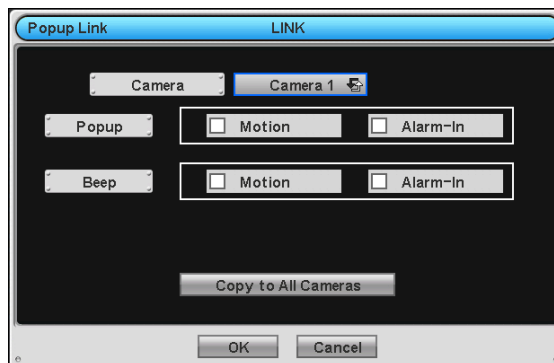 Popup Link LINK
Camera Camera 1
Popup Motion Alarm-In
Beep Motion Alarm-In
Copy to All Cameras
OK Cancel